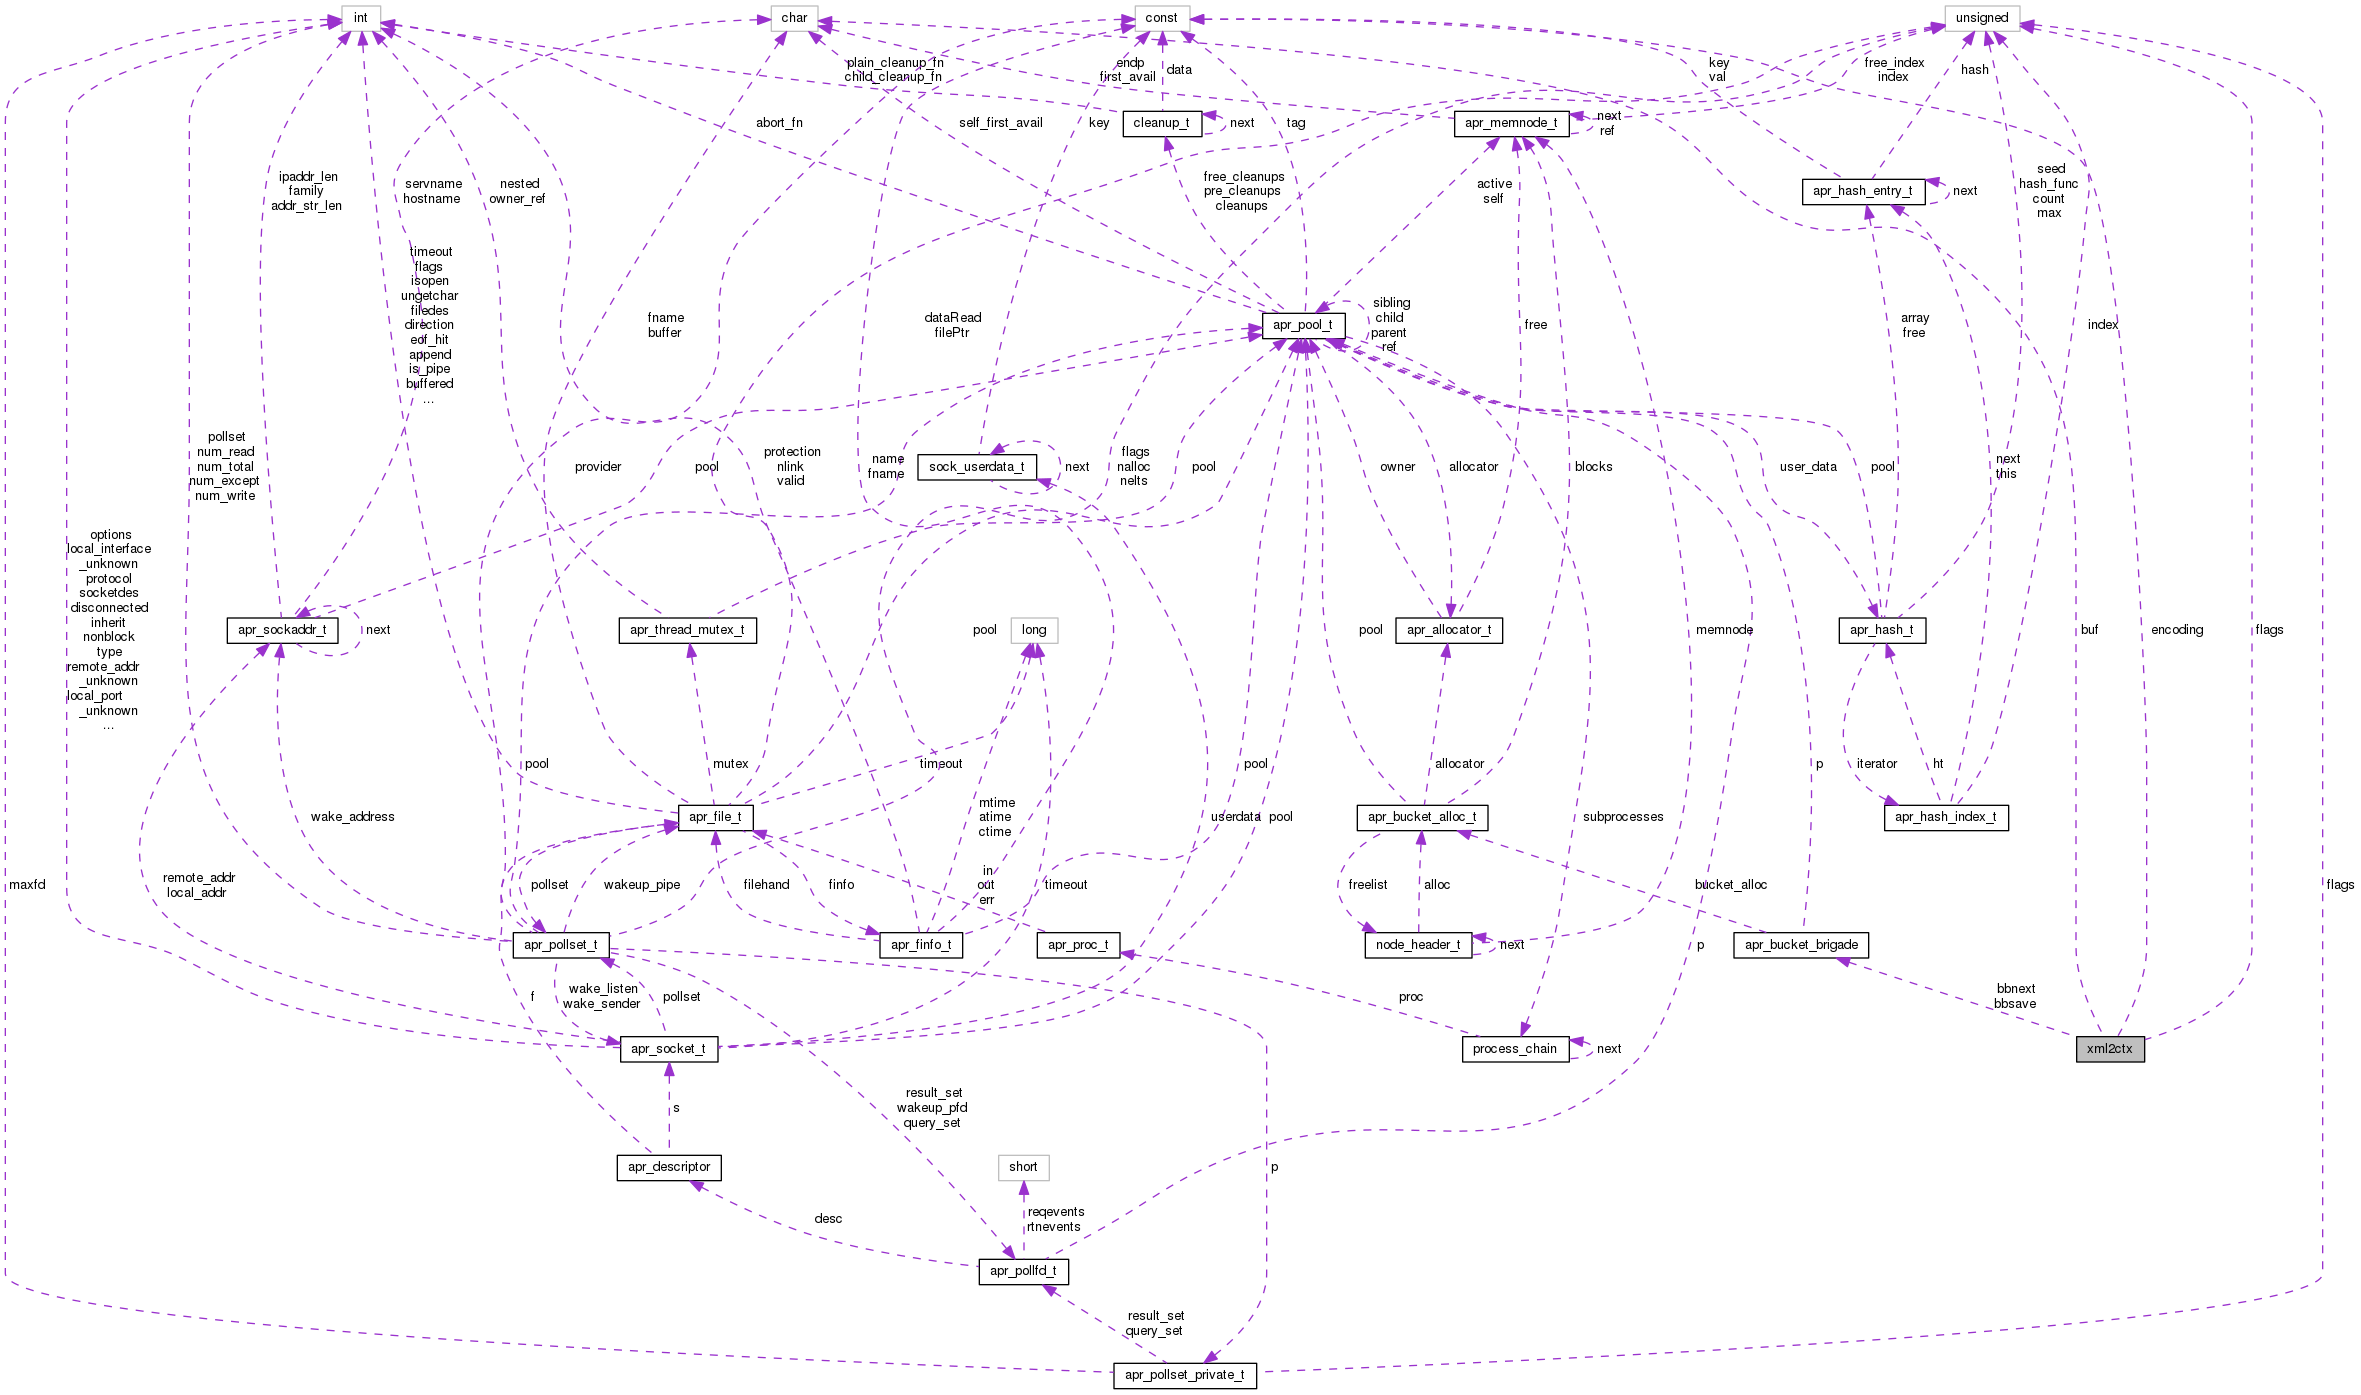 int
char
const
unsigned
plain_cleanup_fn
child_cleanup_fn
endp
first_avail
data
key
val
free_index
index
hash
abort_fn
self_first_avail
key
cleanup_t
next
tag
apr_memnode_t
next
ref
ipaddr_len
family
addr_str_len
servname
hostname
nested
owner_ref
free_cleanups
pre_cleanups
cleanups
active
self
apr_hash_entry_t
next
seed
hash_func
count
max
timeout
flags
isopen
ungetchar
filedes
direction
eof_hit
append
is_pipe
buffered
...
fname
buffer
dataRead
filePtr
apr_pool_t
sibling
child
parent
ref
free
array
free
index
pollset
num_read
num_total
num_except
num_write
provider
pool
protection
nlink
valid
name
fname
sock_userdata_t
next
flags
nalloc
nelts
pool
owner
allocator
blocks
user_data
pool
next
this
options
local_interface
_unknown
protocol
socketdes
disconnected
inherit
nonblock
type
remote_addr
_unknown
local_port
_unknown
...
apr_sockaddr_t
next
apr_thread_mutex_t
pool
long
pool
apr_allocator_t
memnode
apr_hash_t
buf
encoding
flags
wake_address
pool
mutex
apr_file_t
timeout
mtime
atime
ctime
userdata
pool
pool
allocator
apr_bucket_alloc_t
subprocesses
p
iterator
ht
apr_hash_index_t
maxfd
remote_addr
local_addr
pollset
wakeup_pipe
filehand
finfo
in
out
err
timeout
freelist
alloc
bucket_alloc
flags
apr_pollset_t
apr_finfo_t
apr_proc_t
node_header_t
next
apr_bucket_brigade
p
f
wake_listen
wake_sender
pollset
proc
bbnext
bbsave
apr_socket_t
process_chain
next
xml2ctx
s
result_set
wakeup_pfd
query_set
apr_descriptor
short
p
desc
reqevents
rtnevents
apr_pollfd_t
result_set
query_set
apr_pollset_private_t